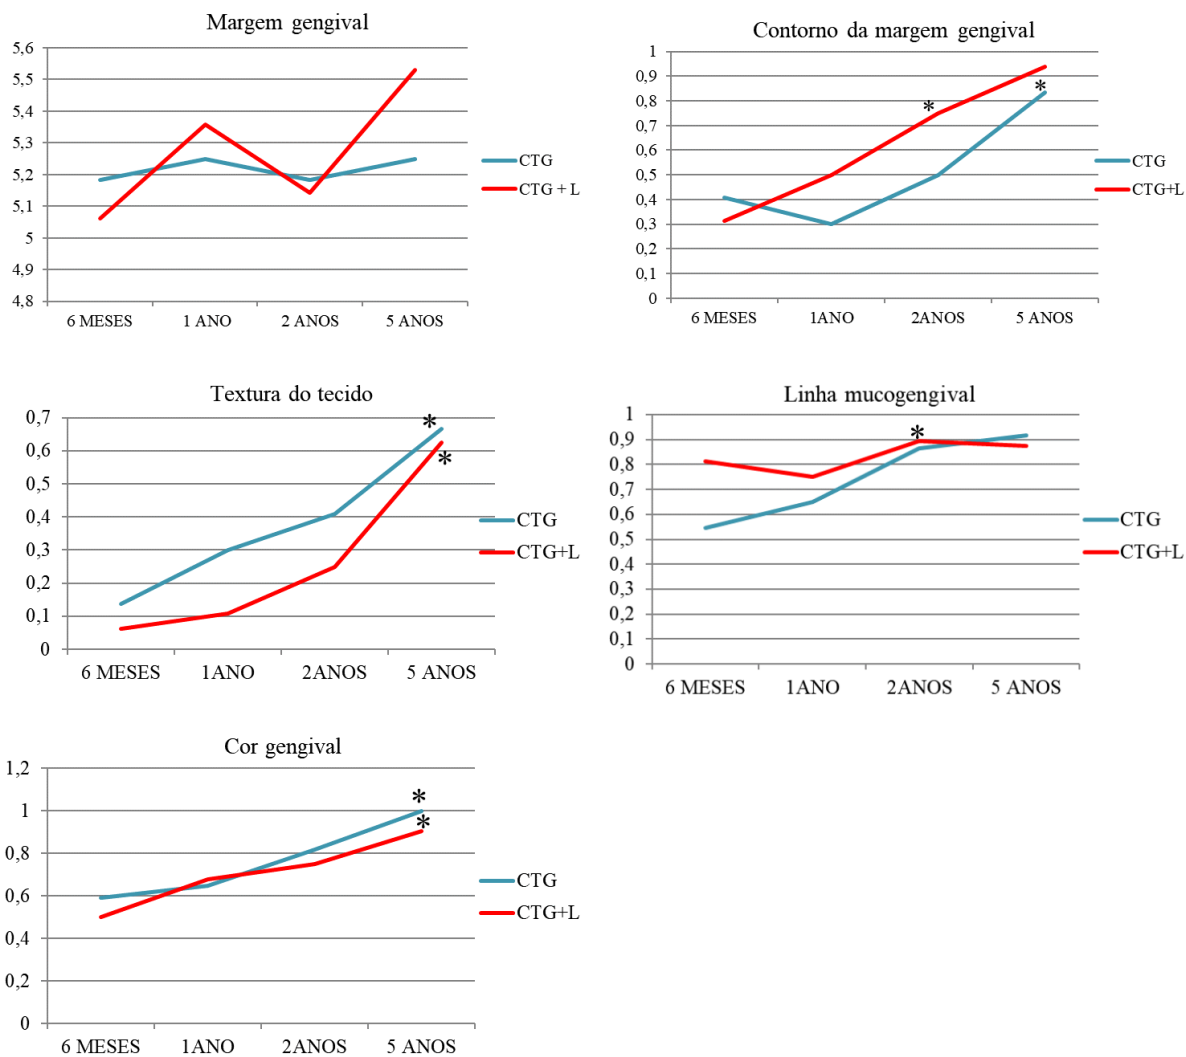 Margem gengival
5,6
5,5
5,4
5,3
5,2
5,1
5
4,9
4,8
6 MESES 1 ANO 2 ANOS 5 ANOS
CTG
CTG + L
Contorno da margem gengival
1
0,9
0,8
0,7
0,6
0,5
0,4
0,3
0,2
0,1
0
6 MESES 1ANO 2ANOS 5 ANOS
*
*
CTG
CTG+L
Textura do tecido
0,7
0,6
0,5
0,4
0,3
0,2
0,1
0
6 MESES 1ANO 2ANOS 5 ANOS
*
*
CTG
CTG+L
Linha mucogengival
1
0,9
0,8
0,7
0,6
0,5
0,4
0,3
0,2
0,1
0
6 MESES 1ANO 2ANOS 5 ANOS
*
CTG
CTG+L
Cor gengival
1,2
1
0,8
0,6
0,4
0,2
0
6 MESES 1ANO 2ANOS 5 ANOS
*
*
CTG
CTG+L